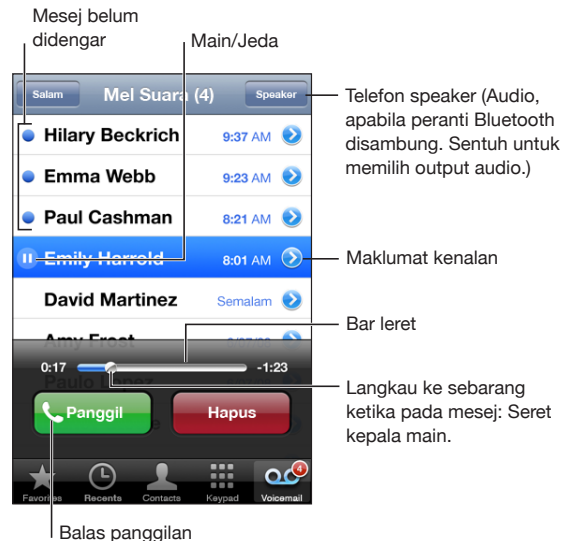 Mesej belum
didengar
Main/Jeda
Salam
Mel Suara (4)
Speaker
Telefon speaker (Audio,
apabila peranti Bluetooth
disambung. Sentuh untuk
memilih output audio.)
Hilary Beckrich 9:37 AM
Emma Webb 9:23 AM
Paul Cashman 8:21 AM
Emily Harrold 8:01 AM
Maklumat kenalan
David Martinez Semalam
Bar leret
Amy Frost
0:17 -1:23
Paulo Lopez
Langkau ke sebarang
ketika pada mesej: Seret
kepala main.
Panggil
Hapus
Favorites Recents Contacts Keypad Voicemail
4
Balas panggilan